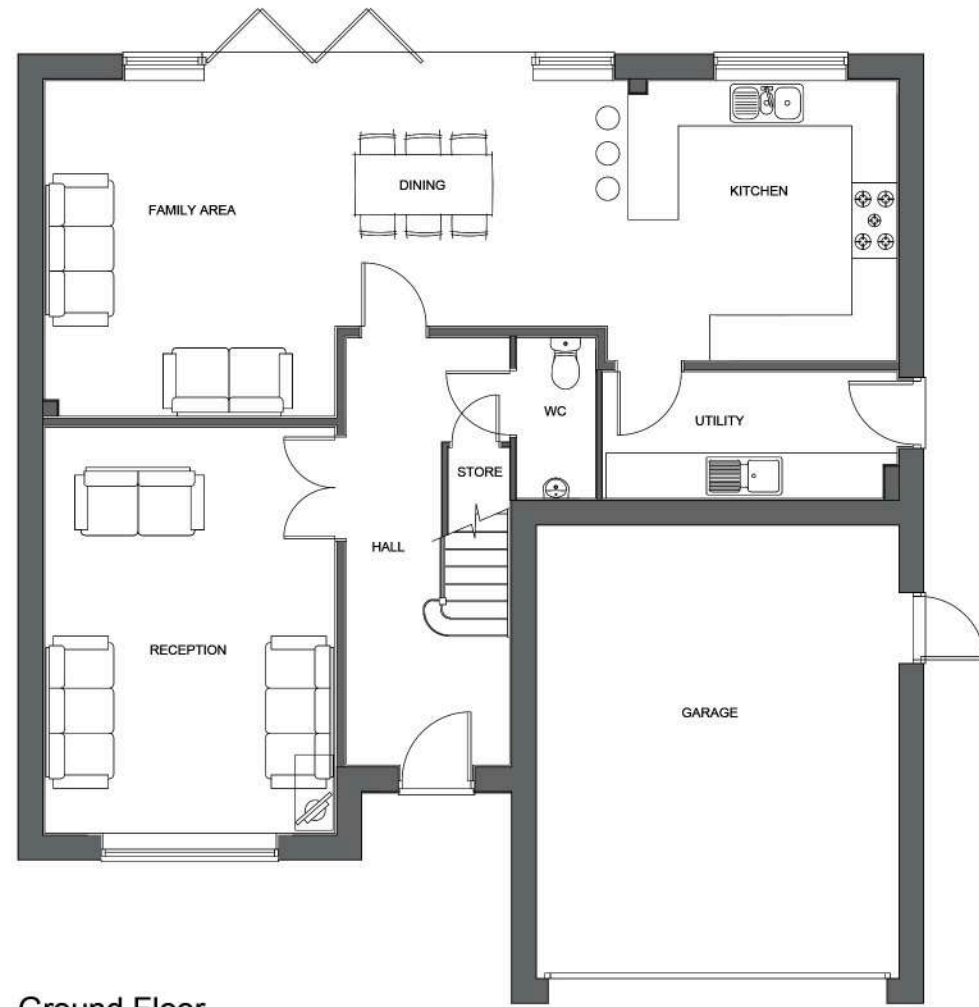 DINING
KITCHEN
FAMILY AREA
WC
UTILITY
STORE
HALL
RECEPTION
GARAGE
Ground Floor